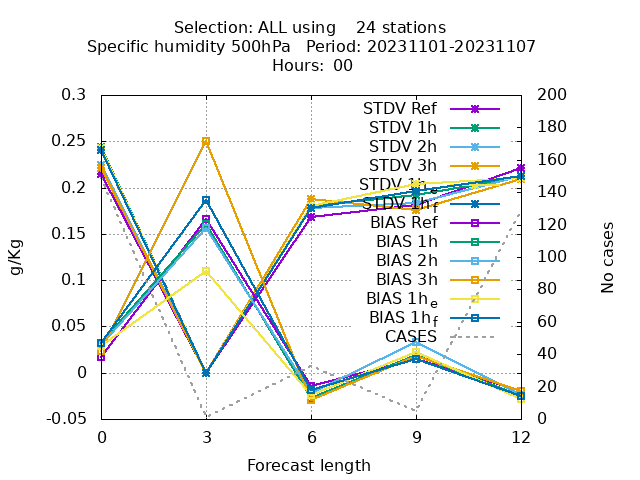 Selection: ALL using    24 stations
Specific humidity 500hPa   Period: 20231101-20231107
Hours:  00
0.3
0.25
0.2
0.15
0.1
0.05
0
-0.05
g/Kg
STDV Ref
STDV 1h
STDV 2h
STDV 3h
STDV 1he
STDV 1hf
BIAS Ref
BIAS 1h
BIAS 2h
BIAS 3h
BIAS 1he
BIAS 1hf
CASES
200
180
160
140
120
100
80
60
40
20
0
No cases
0 3 6 9 12
Forecast length